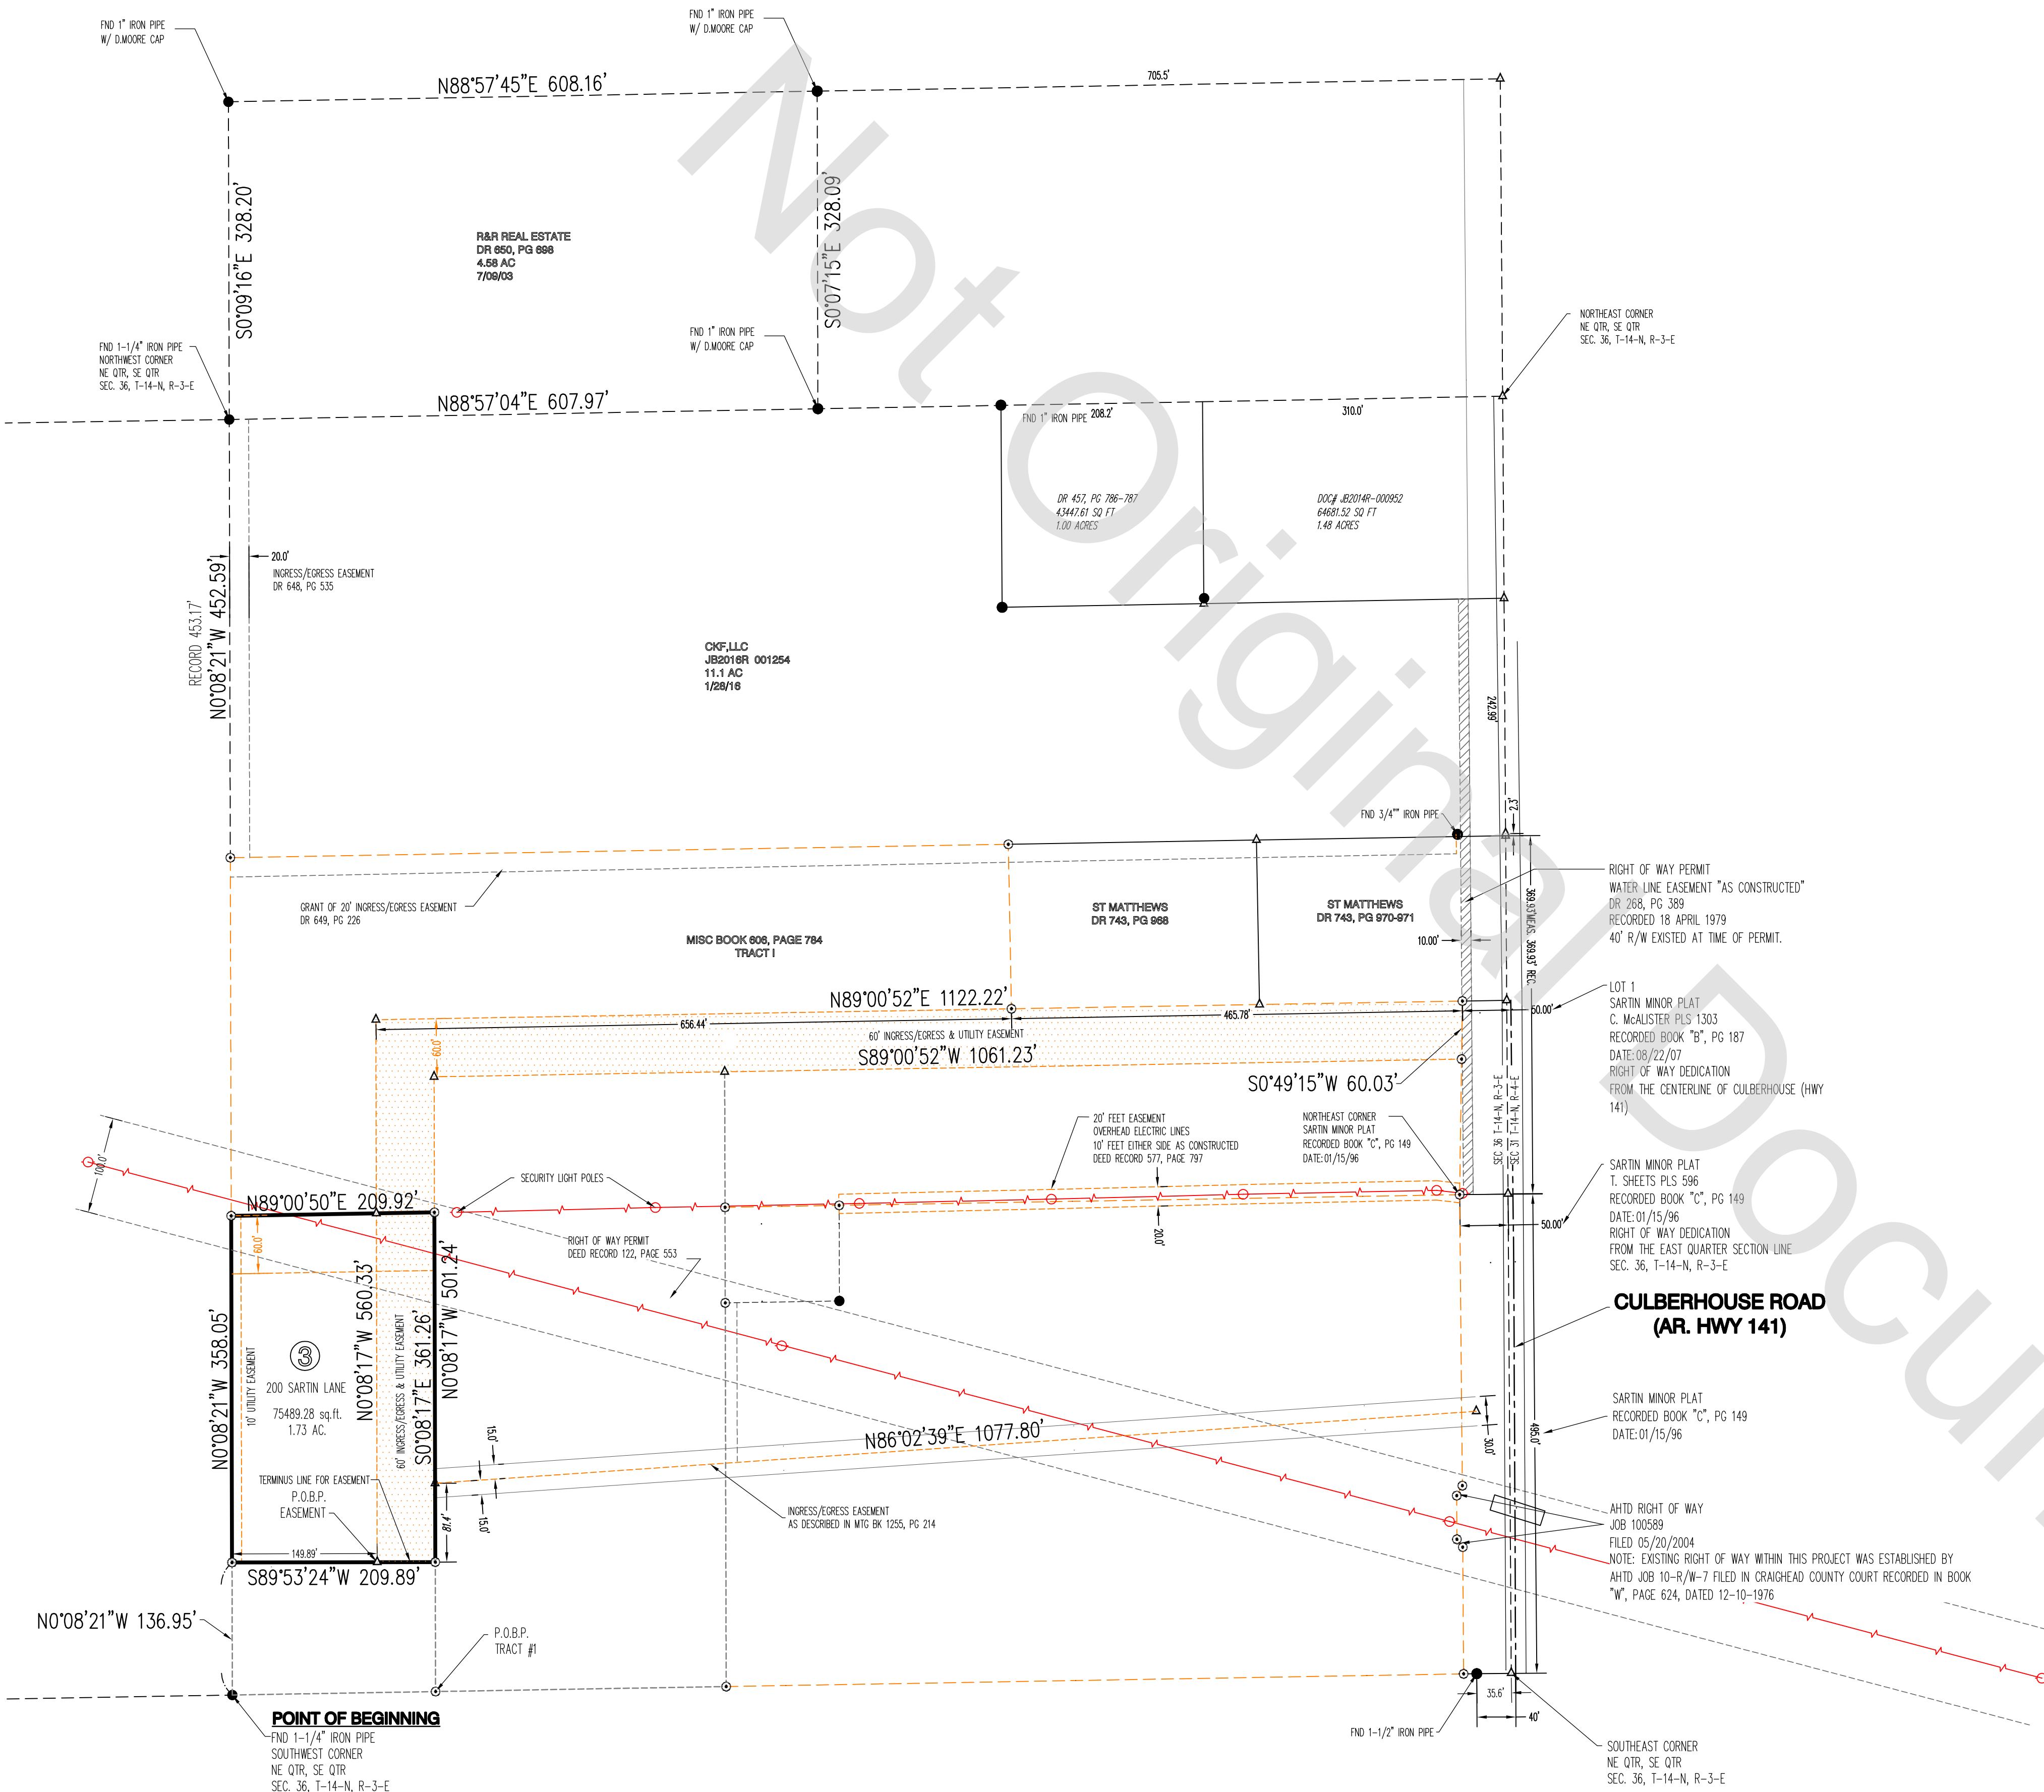 FND 1" IRON PIPE
W/ D.MOORE CAP
FND 1" IRON PIPE
W/ D.MOORE CAP
N88°57'45"E 608.16'
705.5'
S0°09'16"E 328.20'
S0°07'15"E 328.09'
R&R REAL ESTATE
DR 650, PG 698
4.58 AC
7/09/03
FND 1-1/4" IRON PIPE
NORTHWEST CORNER
NE QTR, SE QTR
SEC. 36, T-14-N, R-3-E
FND 1" IRON PIPE
W/ D.MOORE CAP
NORTHEAST CORNER
NE QTR, SE QTR
SEC. 36, T-14-N, R-3-E
N88°57'04"E 607.97'
FND 1" IRON PIPE
208.2'
310.0'
DR 457, PG 786-787
43447.61 SQ FT
1.00 ACRES
DOC# JB2014R-000952
64681.52 SQ FT
1.48 ACRES
20.0'
INGRESS/EGRESS EASEMENT
DR 648, PG 535
RECORD 453.17'
N0°08'21"W 452.59'
CKF,LLC
JB2016R 001254
11.1 AC
1/28/16
242.99'
2.3'
FND 3/4"" IRON PIPE
RIGHT OF WAY PERMIT
WATER LINE EASEMENT "AS CONSTRUCTED"
DR 268, PG 389
RECORDED 18 APRIL 1979
40' R/W EXISTED AT TIME OF PERMIT.
GRANT OF 20' INGRESS/EGRESS EASEMENT
DR 649, PG 226
MISC BOOK 606, PAGE 784
TRACT I
ST MATTHEWS
DR 743, PG 968
ST MATTHEWS
DR 743, PG 970-971
10.00'
369.93'MEAS. 369.93' REC.
N89°00'52"E 1122.22'
656.44'
465.78'
50.00'
60' INGRESS/EGRESS & UTILITY EASEMENT
S89°00'52"W 1061.23'
60.0'
S0°49'15"W 60.03'
LOT 1
SARTIN MINOR PLAT
C. McALISTER PLS 1303
RECORDED BOOK "B", PG 187
DATE:08/22/07
RIGHT OF WAY DEDICATION
FROM THE CENTERLINE OF CULBERHOUSE (HWY
141)
SEC 36 T-14-N, R-3-E
SEC 31 T-14-N, R-4-E
20' FEET EASEMENT
OVERHEAD ELECTRIC LINES
10' FEET EITHER SIDE AS CONSTRUCTED
DEED RECORD 577, PAGE 797
NORTHEAST CORNER
SARTIN MINOR PLAT
RECORDED BOOK "C", PG 149
DATE:01/15/96
100.0'
SECURITY LIGHT POLES
SARTIN MINOR PLAT
T. SHEETS PLS 596
RECORDED BOOK "C", PG 149
DATE:01/15/96
RIGHT OF WAY DEDICATION
FROM THE EAST QUARTER SECTION LINE
SEC. 36, T-14-N, R-3-E
N89°00'50"E 209.92'
60.0'
20.0'
50.00'
RIGHT OF WAY PERMIT
DEED RECORD 122, PAGE 553
N0°08'21"W 358.05'
10' UTILITY EASEMENT
3
200 SARTIN LANE
75489.28 sq.ft.
1.73 AC.
N0°08'17"W 560.33'
60' INGRESS/EGRESS & UTILITY EASEMENT
S0°08'17"E 361.26'
N0°08'17"W 501.24'
CULBERHOUSE ROAD
(AR. HWY 141)
SARTIN MINOR PLAT
RECORDED BOOK "C", PG 149
DATE:01/15/96
15.0'
N86°02'39"E 1077.80'
30.0'
495.0'
TERMINUS LINE FOR EASEMENT
P.O.B.P.
EASEMENT
81.4'
15.0'
INGRESS/EGRESS EASEMENT
AS DESCRIBED IN MTG BK 1255, PG 214
149.89'
S89°53'24"W 209.89'
AHTD RIGHT OF WAY
JOB 100589
FILED 05/20/2004
NOTE: EXISTING RIGHT OF WAY WITHIN THIS PROJECT WAS ESTABLISHED BY
AHTD JOB 10-R/W-7 FILED IN CRAIGHEAD COUNTY COURT RECORDED IN BOOK
"W", PAGE 624, DATED 12-10-1976
N0°08'21"W 136.95'
P.O.B.P.
TRACT #1
35.6'
40'
POINT OF BEGINNING
FND 1-1/4" IRON PIPE
SOUTHWEST CORNER
NE QTR, SE QTR
SEC. 36, T-14-N, R-3-E
FND 1-1/2" IRON PIPE
SOUTHEAST CORNER
NE QTR, SE QTR
SEC. 36, T-14-N, R-3-E
Not Original Docum